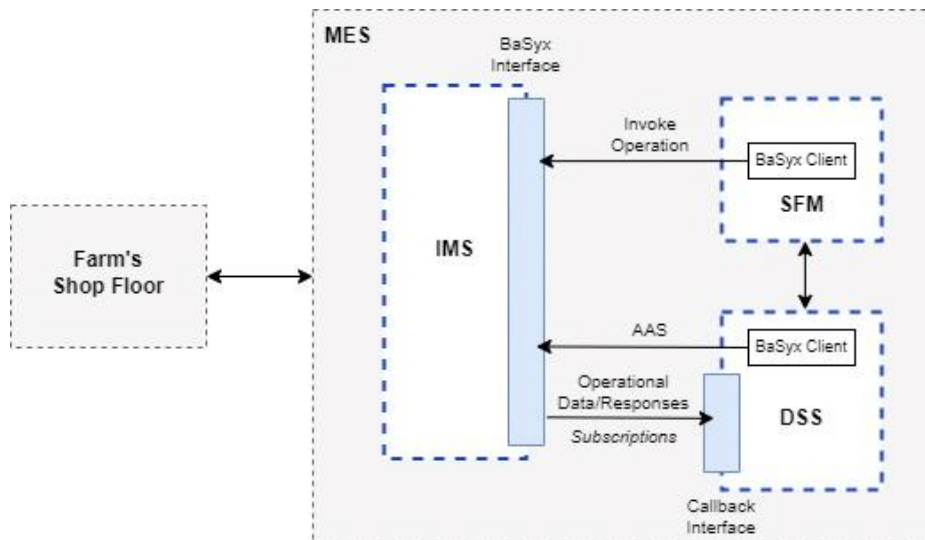 MES
BaSyx
Interface
Invoke
Operation
BaSyx Client
SFM
IMS
Farm's
Shop Floor
AAS
BaSyx Client
Operational
Data/Responses
Subscriptions
DSS
Callback
Interface